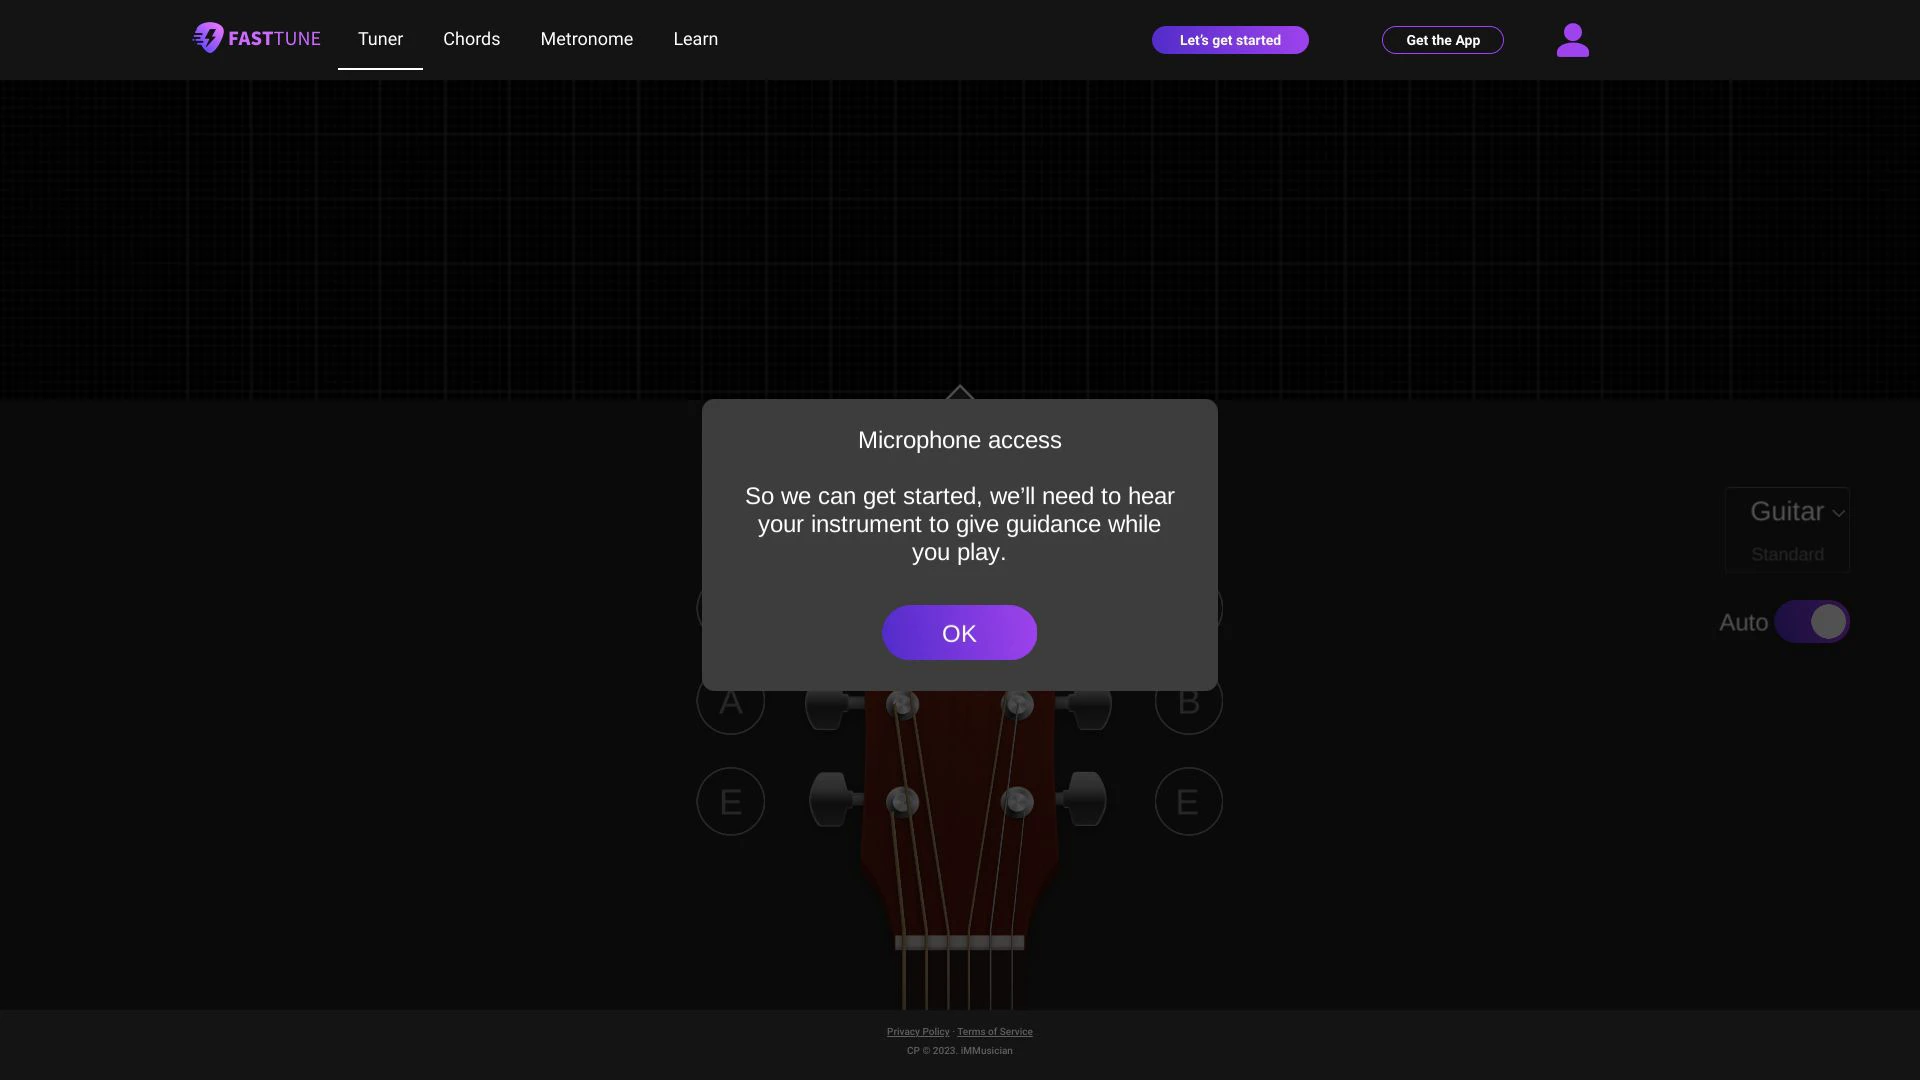 FASTTUNE
Tuner
Chords
Metronome
Learn
Let's get started
Get the App
Microphone access
So we can get started, we’ll need to hear
your instrument to give guidance while
you play.
OK
Guitar
Standard
Auto
A
B
E
E
Privacy Policy · Terms of Service
CP © 2023. iMMusician